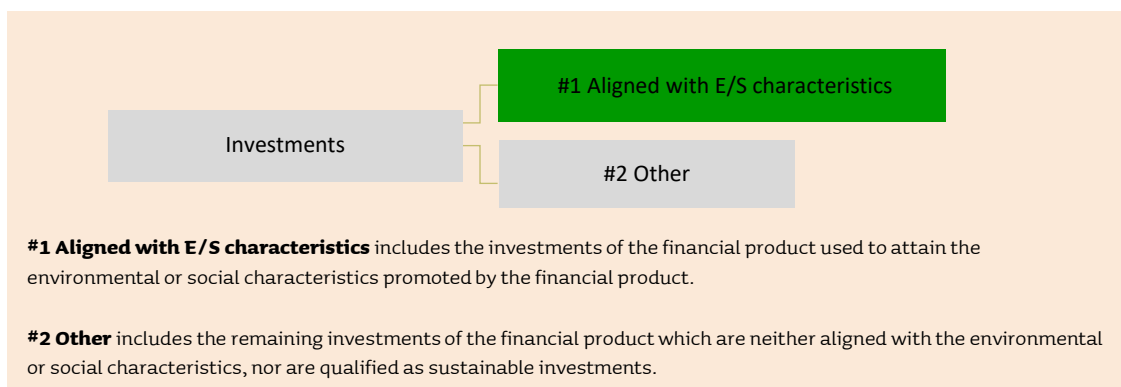 #1 Aligned with E/S characteristics
Investments
#2 Other
#1 Aligned with E/S characteristics includes the investments of the financial product used to attain the
environmental or social characteristics promoted by the financial product.
#2 Other includes the remaining investments of the financial product which are neither aligned with the environmental
or social characteristics, nor are qualified as sustainable investments.